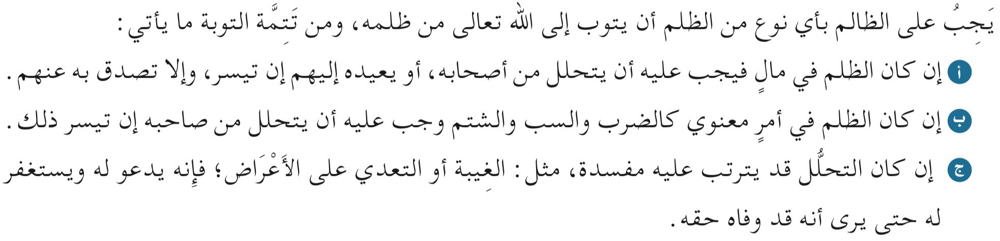 يَجِبُ على الظالم بأي نوع من الظلم أن يتوب إلى الله تعالى من ظلمه، ومن تَتِمَّة التوبة ما يأتي :
أ إن كان الظلم في مالٍ فيجب عليه أن يتحلل من أصحابه، أو يعيده إليهم إن تيسر، وإلا تصدق به عنهم .
ب إن كان الظلم في أمرٍ معنوي كالضرب والسب والشتم وجب عليه أن يتحلل من صاحبه إن تيسر ذلك .
ج إن كان التحلُّل قد يترتب عليه مفسدة، مثل : الغِيبة أو التعدي على الأَعْرَاض؛ فإِنه يدعو له ويستغفر
له حتى يرى أنه قد وفاه حقه .